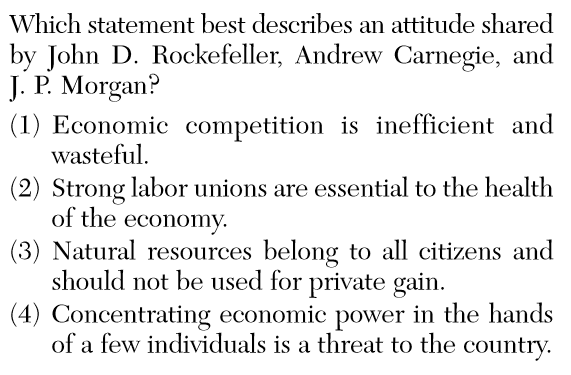 Which statement best describes an attitude shared
by John D. Rockefeller, Andrew Carnegie, and
J. P. Morgan?
(1) Economic competition is inefficient and
wasteful.
(2) Strong labor unions are essential to the health
of the economy.
(3) Natural resources belong to all citizens and
should not be used for private gain.
(4) Concentrating economic power in the hands
of a few individuals is a threat to the country.